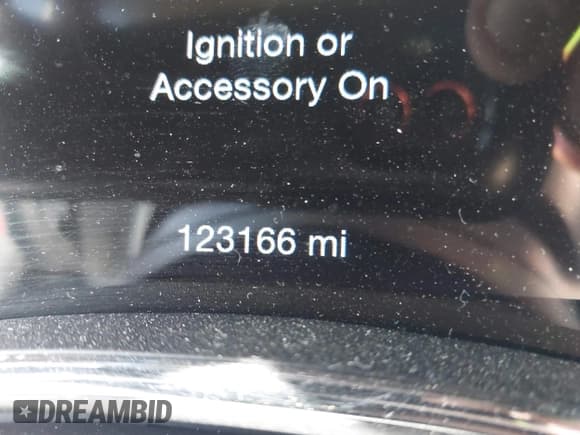 Ignition or
Accessory On
123166 mi
DREAMBID